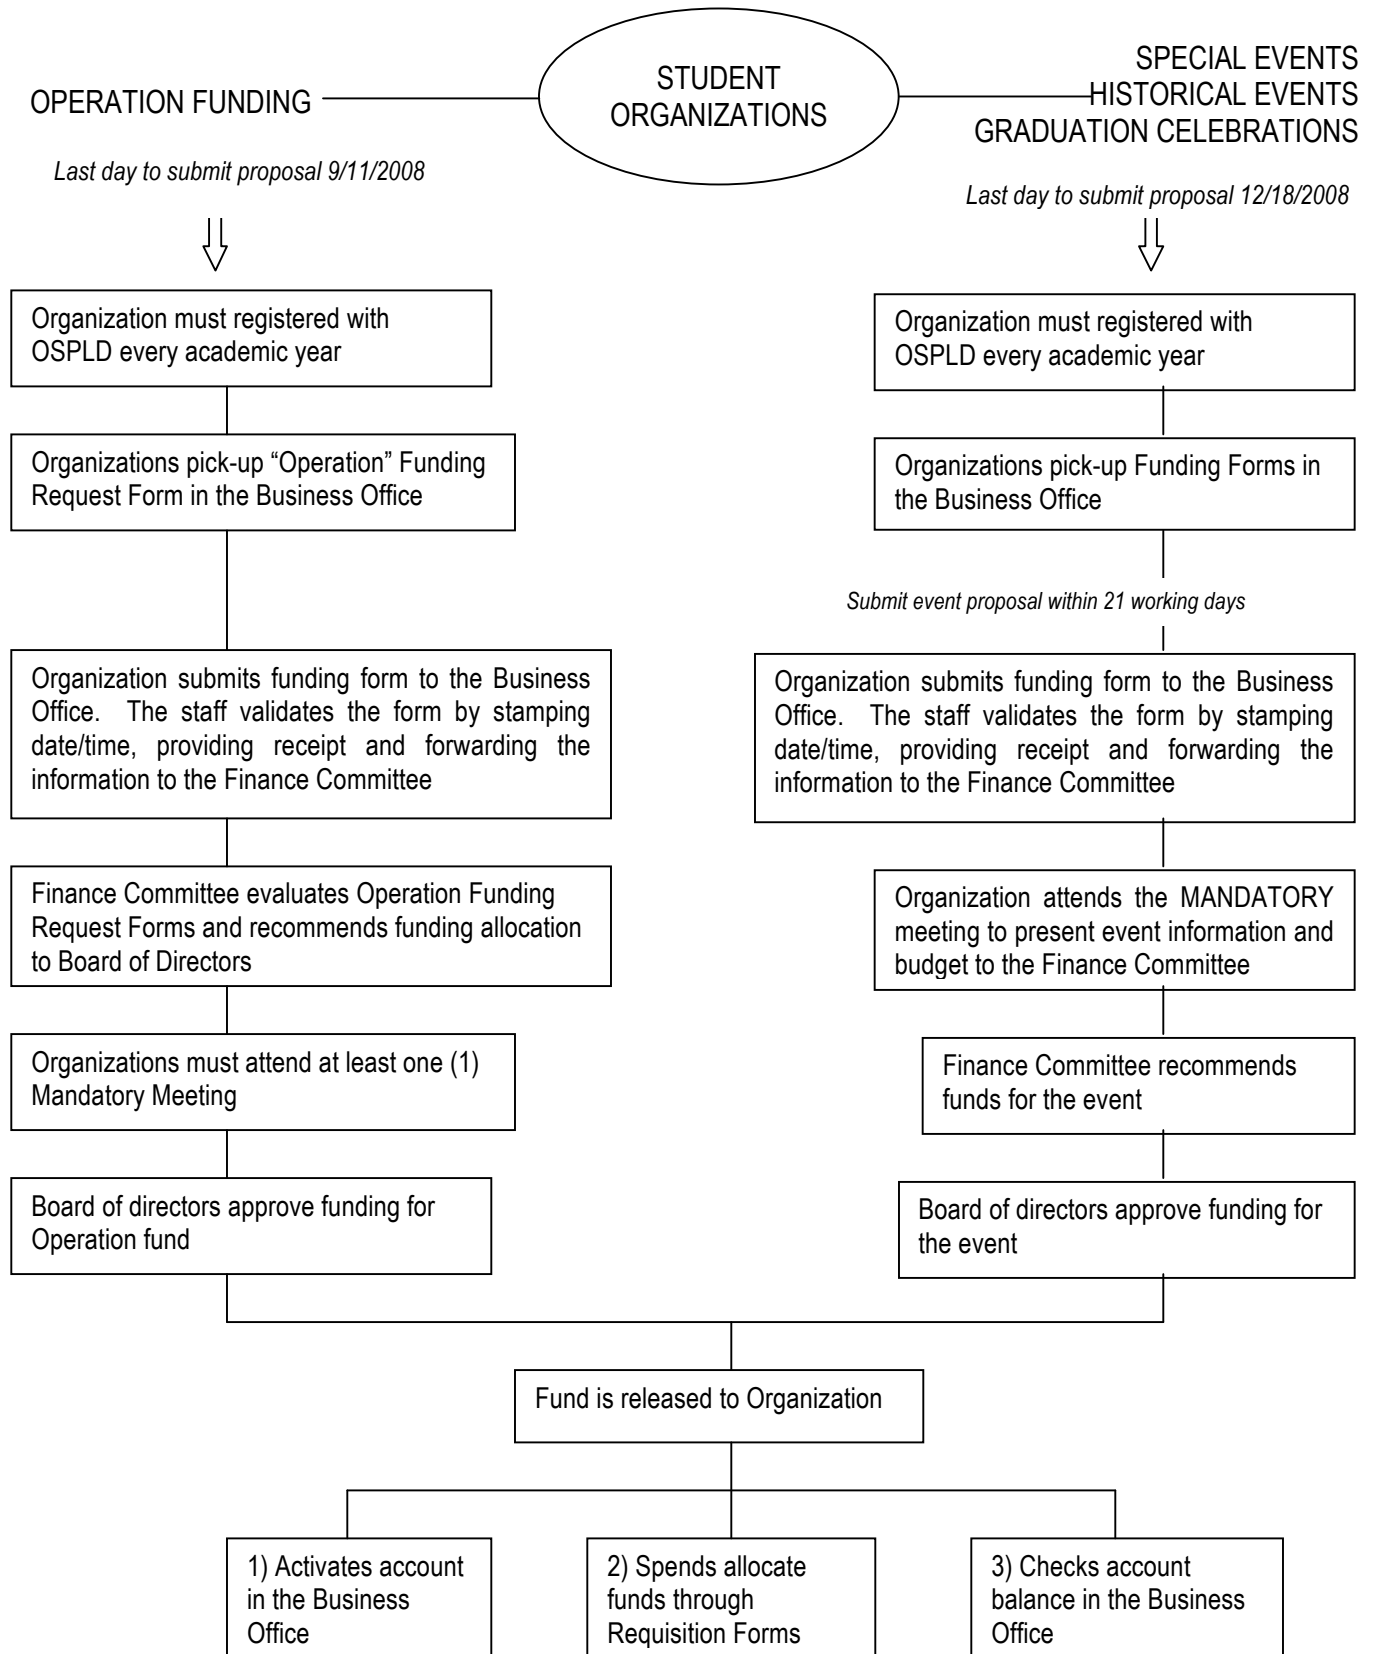 STUDENT
ORGANIZATIONS
OPERATION FUNDING
Last day to submit proposal 9/11/2008
SPECIAL EVENTS
HISTORICAL EVENTS
GRADUATION CELEBRATIONS
Last day to submit proposal 12/18/2008
Organization must registered with
OSPLD every academic year
Organizations pick-up “Operation” Funding
Request Form in the Business Office
Organization submits funding form to the Business
Office. The staff validates the form by stamping
date/time, providing receipt and forwarding the
information to the Finance Committee
Finance Committee evaluates Operation Funding
Request Forms and recommends funding allocation
to Board of Directors
Organizations must attend at least one (1)
Mandatory Meeting
Board of directors approve funding for
Operation fund
Organization must registered with
OSPLD every academic year
Organizations pick-up Funding Forms in
the Business Office
Submit event proposal within 21 working days
Organization submits funding form to the Business
Office. The staff validates the form by stamping
date/time, providing receipt and forwarding the
information to the Finance Committee
Organization attends the MANDATORY
meeting to present event information and
budget to the Finance Committee
Finance Committee recommends
funds for the event
Board of directors approve funding for
the event
Fund is released to Organization
1) Activates account
in the Business
Office
2) Spends allocate
funds through
Requisition Forms
3) Checks account
balance in the Business
Office